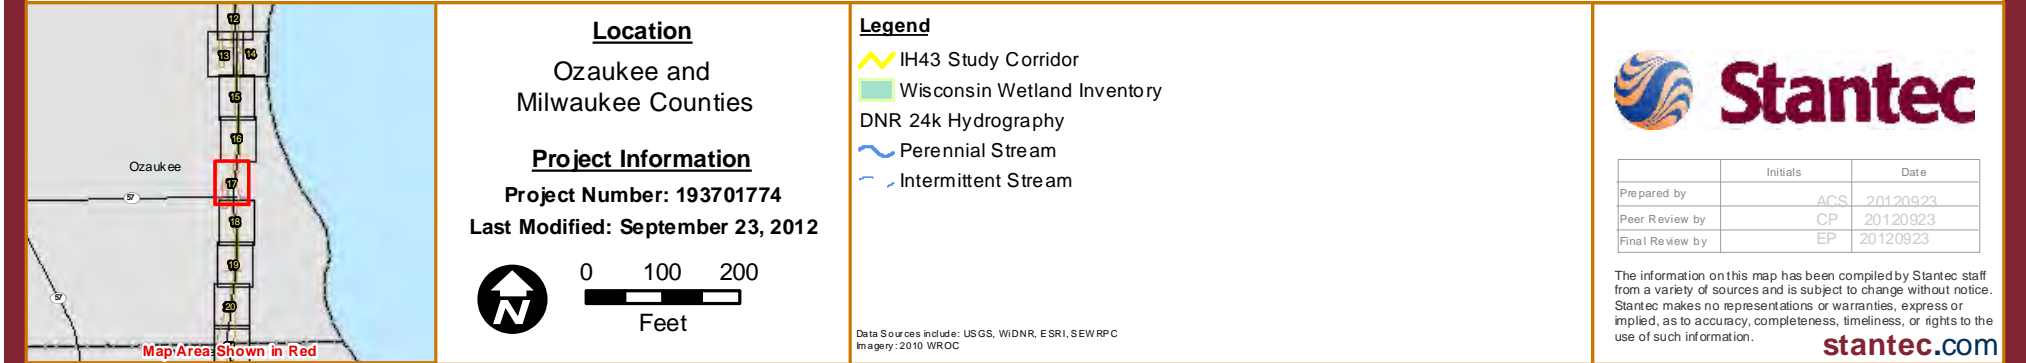 12
13 14
15
16
Ozaukee
17
57
18
19
57
20
Map Area Shown in Red
Location
Ozaukee and
Milwaukee Counties
Project Information
Project Number: 193701774
Last Modified: September 23, 2012
N
0 100 200
Feet
Legend
IH43 Study Corridor
Wisconsin Wetland Inventory
DNR 24k Hydrography
Perennial Stream
Intermittent Stream
Data Sources include: USGS, WiDNR, ESRI, SEWRPC
Imagery: 2010 WROC
Stantec
Initials Date
Prepared by ACS 20120923
Peer Review by CP 20120923
Final Review by EP 20120923
The information on this map has been compiled by Stantec staff
from a variety of sources and is subject to change without notice.
Stantec makes no representations or warranties, express or
implied, as to accuracy, completeness, timeliness, or rights to the
use of such information.
stantec.com